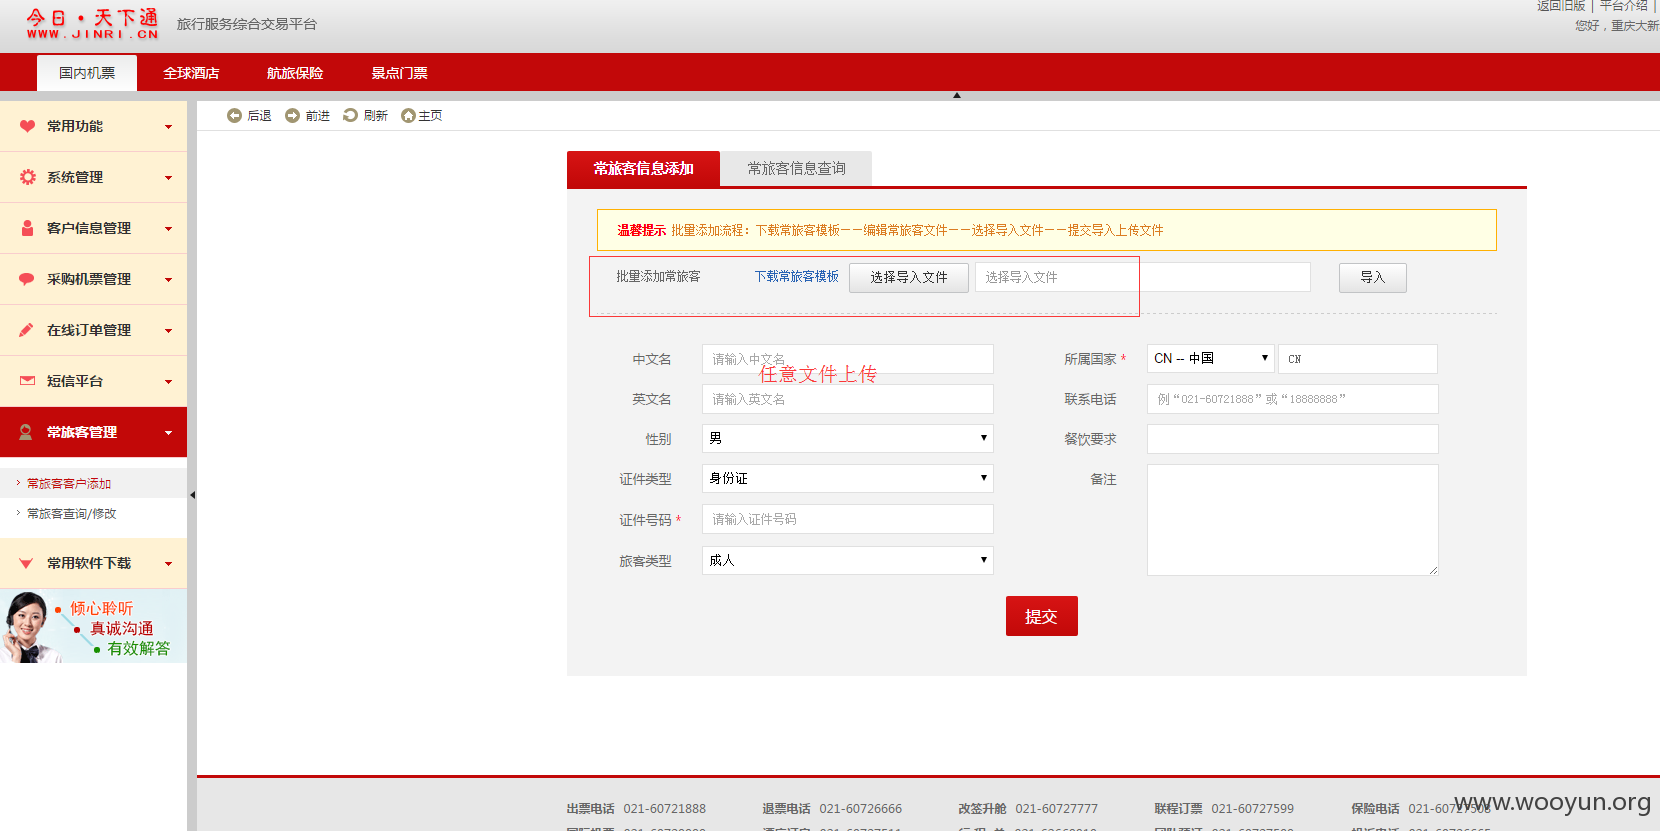 今日·天下通
WWW.JINRI.CN
旅行服务综合交易平台
返回旧版 | 平台介绍 |
您好，重庆大新
国内机票 全球酒店 航旅保险 景点门票
后退 前进 刷新 主页
常用功能
系统管理
客户信息管理
采购机票管理
在线订单管理
短信平台
常旅客管理
常旅客客户添加
常旅客查询/修改
常用软件下载
倾心聆听
真诚沟通
有效解答
常旅客信息添加 常旅客信息查询
温馨提示 批量添加流程：下载常旅客模板——编辑常旅客文件——选择导入文件——提交导入上传文件
批量添加常旅客 下载常旅客模板 选择导入文件 选择导入文件 导入
中文名 请输入中文名 所属国家 * CN -- 中国 CN
任意文件上传
英文名 请输入英文名 联系电话 例“021-60721888”或“18888888”
性别 男 餐饮要求
证件类型 身份证 备注
证件号码 * 请输入证件号码
旅客类型 成人
提交
出票电话 021-60721888 退票电话 021-60726666 改签升舱 021-60727777 联程订票 021-60727599 保险电话
www.wooyun.org